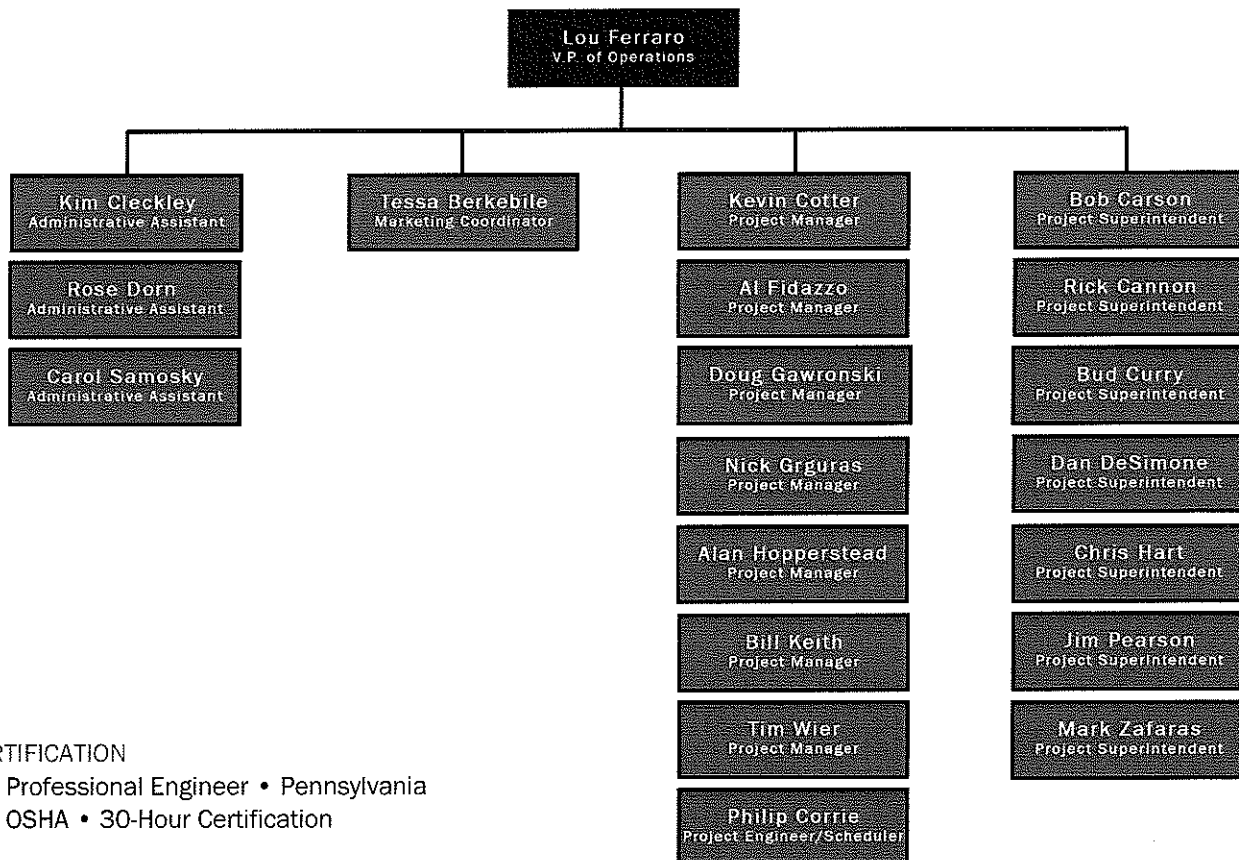 Lou Ferraro
V.P. of Operations
Kim Cleckley
Administrative Assistant
Rose Dorn
Administrative Assistant
Carol Samosky
Administrative Assistant
Tessa Berkebile
Marketing Coordinator
Kevin Cotter
Project Manager
Al Fidazzo
Project Manager
Doug Gawronski
Project Manager
Nick Grguras
Project Manager
Alan Hopperstead
Project Manager
Bill Keith
Project Manager
Tim Wier
Project Manager
Philip Corrie
Project Engineer/Scheduler
Bob Carson
Project Superintendent
Rick Cannon
Project Superintendent
Bud Curry
Project Superintendent
Dan DeSimone
Project Superintendent
Chris Hart
Project Superintendent
Jim Pearson
Project Superintendent
Mark Zafaras
Project Superintendent
RTIFICATION
Professional Engineer • Pennsylvania
OSHA • 30-Hour Certification